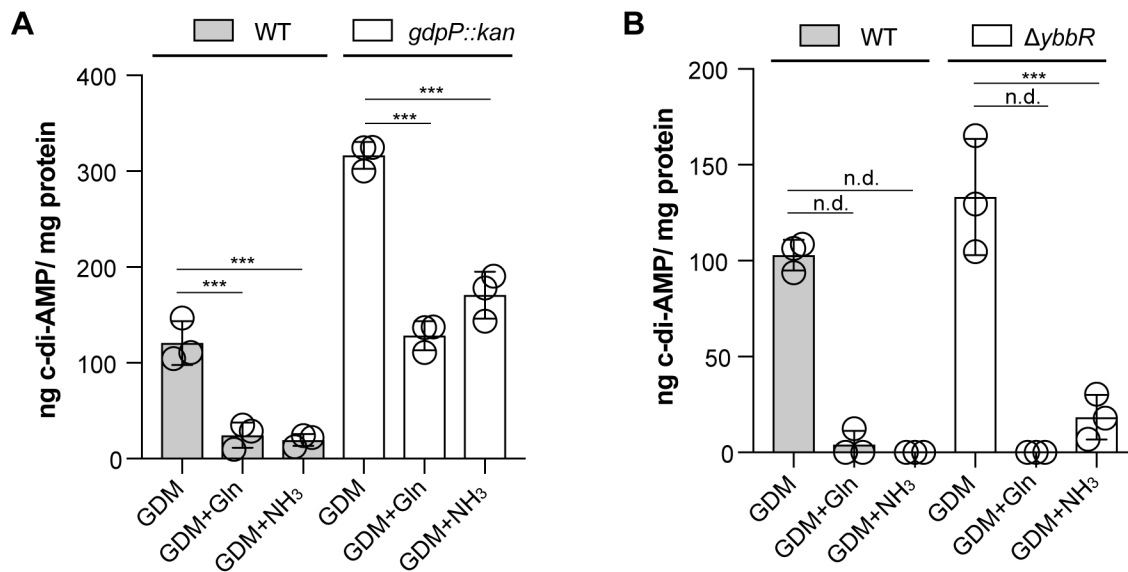 A
WT
gdpP::kan
ng c-di-AMP/ mg protein
400
300
200
100
0
***
***
***
***
GDM
GDM+Gln
GDM+NH₃
GDM
GDM+Gln
GDM+NH₃
B
WT
ΔybbR
ng c-di-AMP/ mg protein
200
150
100
50
0
n.d.
n.d.
***
n.d.
GDM
GDM+Gln
GDM+NH₃
GDM
GDM+Gln
GDM+NH₃